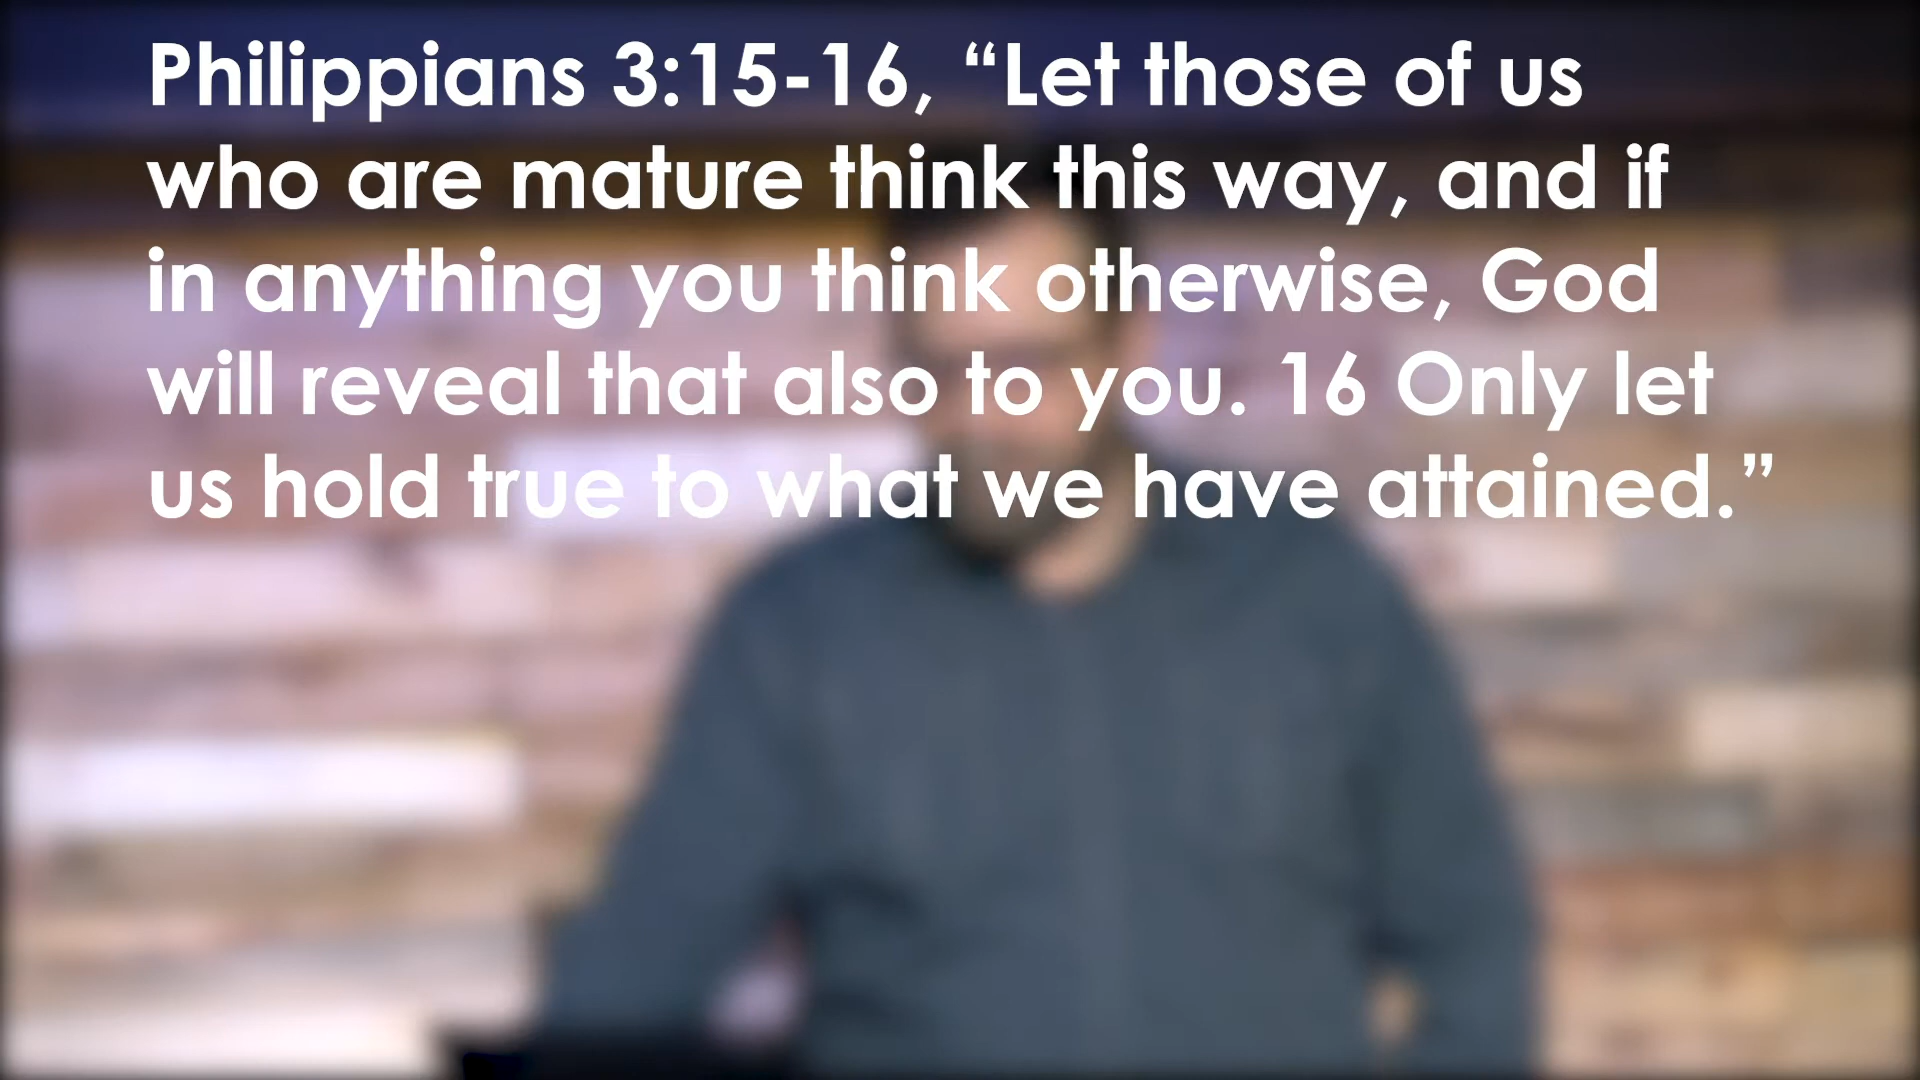 Philippians 3:15-16, “Let those of us
who are mature think this way, and if
in anything you think otherwise, God
will reveal that also to you. 16 Only let
us hold true to what we have attained.”